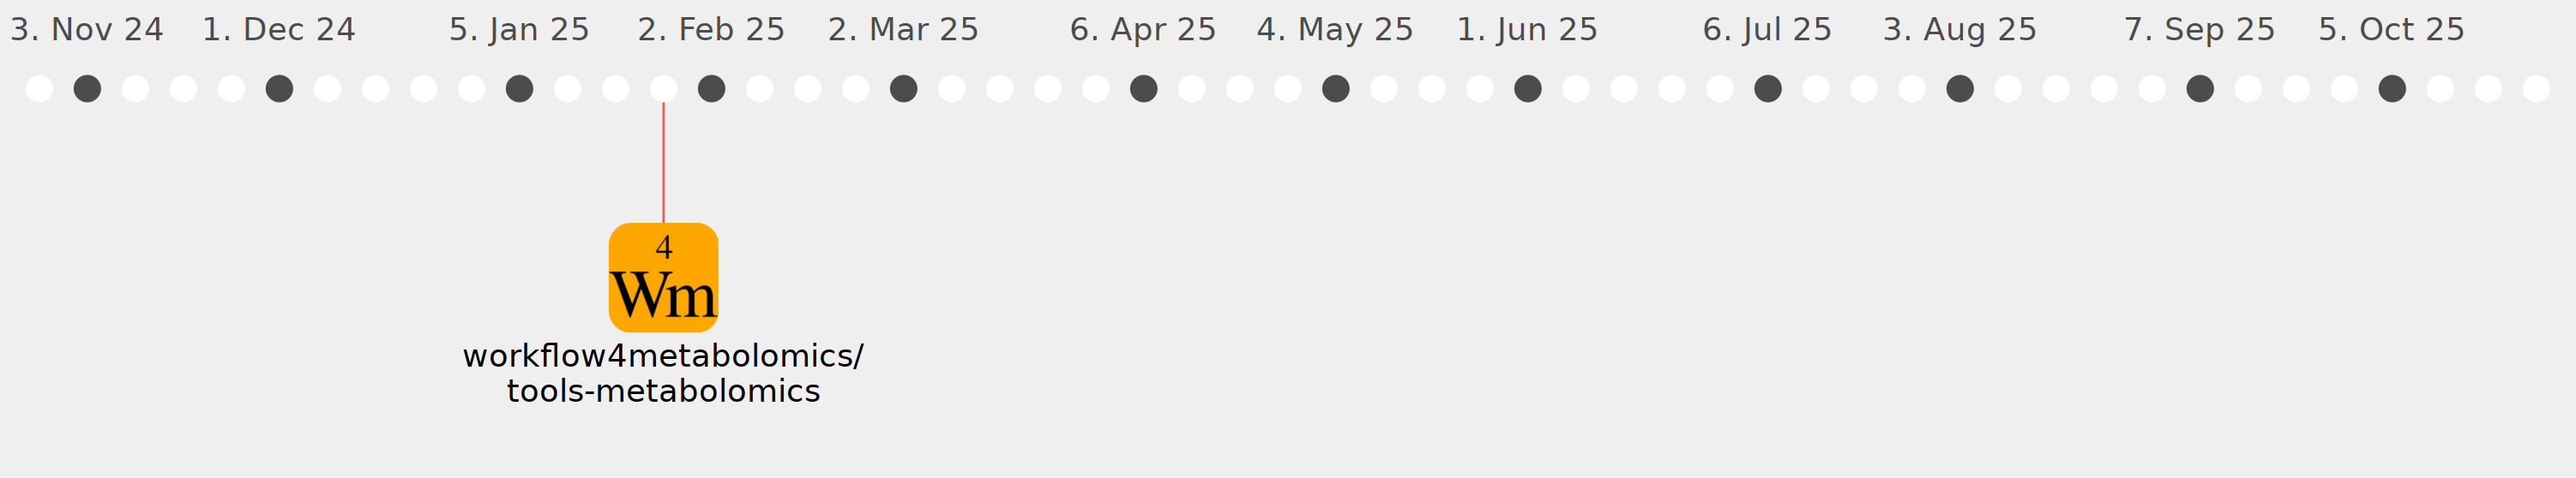 3. Nov 24 1. Dec 24 5. Jan 25 2. Feb 25 2. Mar 25 6. Apr 25 4. May 25 1. Jun 25 6. Jul 25 3. Aug 25 7. Sep 25 5. Oct 25
4
Wm
workflow4metabolomics/
tools-metabolomics